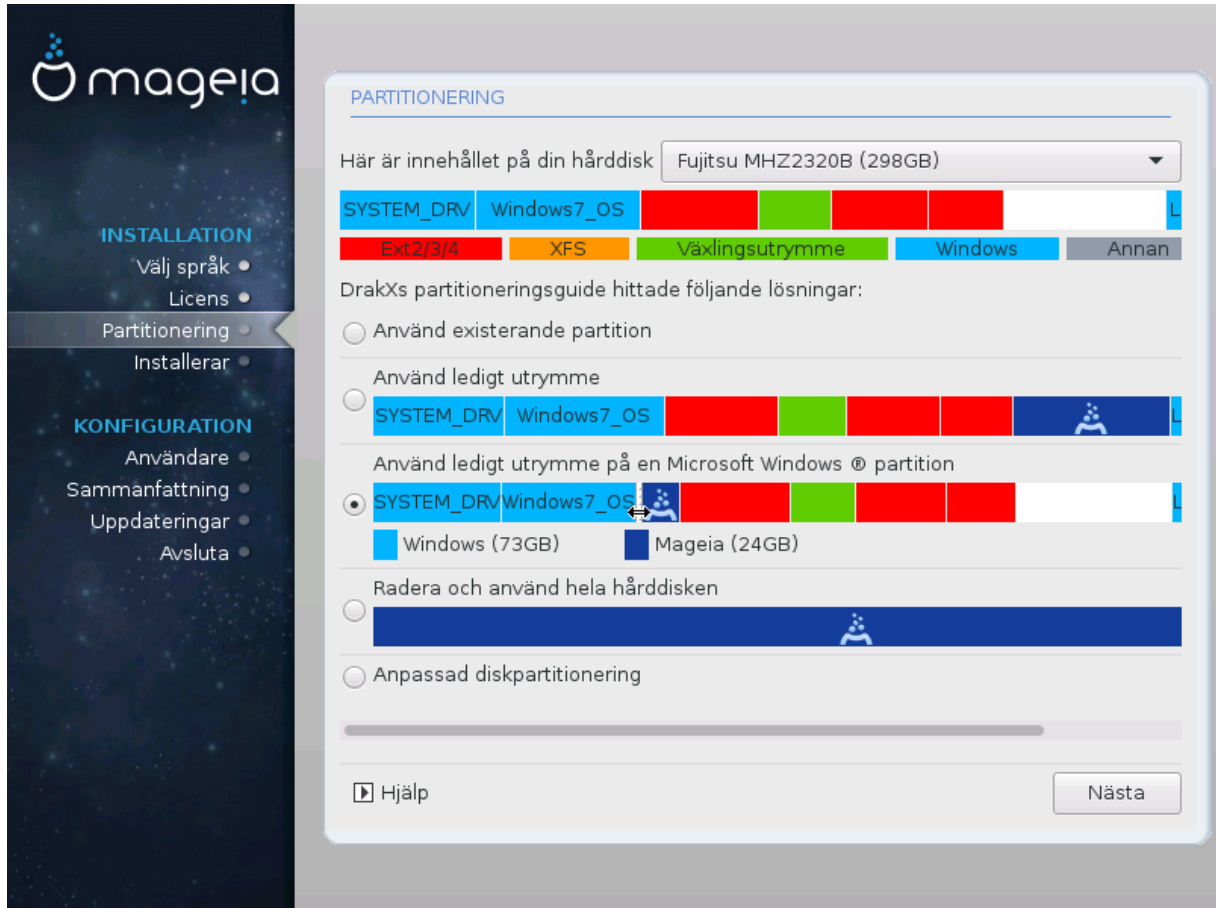 mageia
INSTALLATION
Välj språk
Licens
Partitionering
Installerar
KONFIGURATION
Användare
Sammanfattning
Uppdateringar
Avsluta
PARTITIONERING
Här är innehållet på din hårddisk Fujitsu MHZ2320B (298GB)
SYSTEM_DRV Windows7_OS L
Ext2/3/4 XFS Växlingsutrymme Windows Annan
DrakXs partitioneringsguide hittade följande lösningar:
Använd existerande partition
Använd ledigt utrymme
SYSTEM_DRV Windows7_OS L
Använd ledigt utrymme på en Microsoft Windows ® partition
SYSTEM_DRV Windows7_OS L
Windows (73GB) Mageia (24GB)
Radera och använd hela hårddisken
Anpassad diskpartitionering
Hjälp Nästa